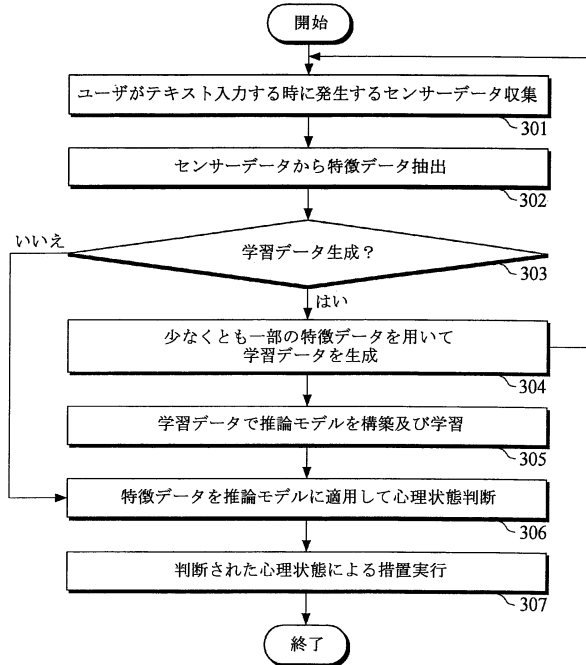 開始
ユーザがテキスト入力する時に発生するセンサーデータ収集
301
センサーデータから特徴データ抽出
302
いいえ
学習データ生成？
303
はい
少なくとも一部の特徴データを用いて
学習データを生成
304
学習データで推論モデルを構築及び学習
305
特徴データを推論モデルに適用して心理状態判断
306
判断された心理状態による措置実行
307
終了